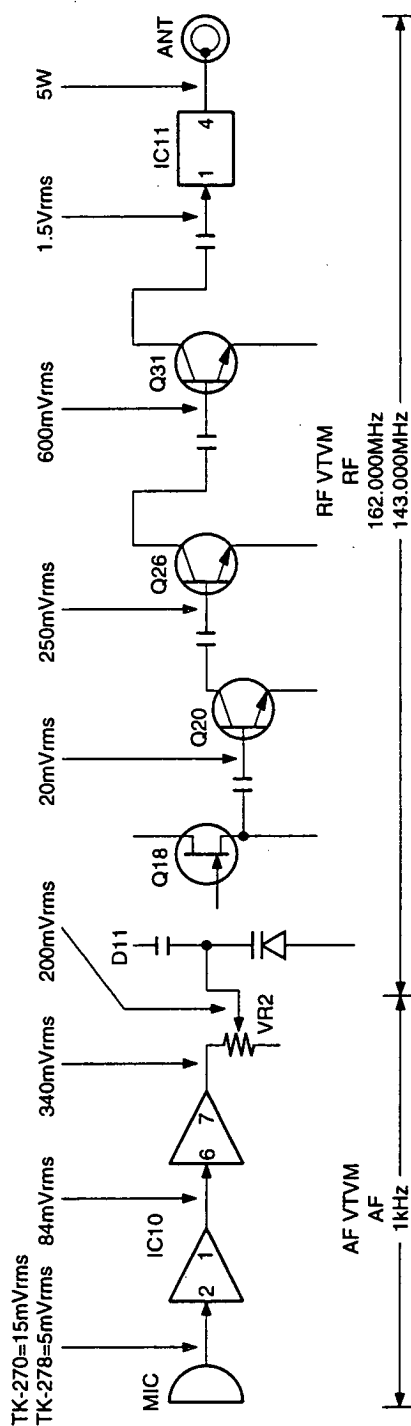 TK-270=15mVrms
TK-278=5mVrms
84mVrms
340mVrms
200mVrms
20mVrms
250mVrms
600mVrms
1.5Vrms
5W
MIC
IC10
2 1
6 7
VR2
D11
Q18
Q20
Q26
Q31
IC11
1 4
ANT
AF VTVM
AF
1kHz
RF VTVM
RF
162.000MHz
143.000MHz